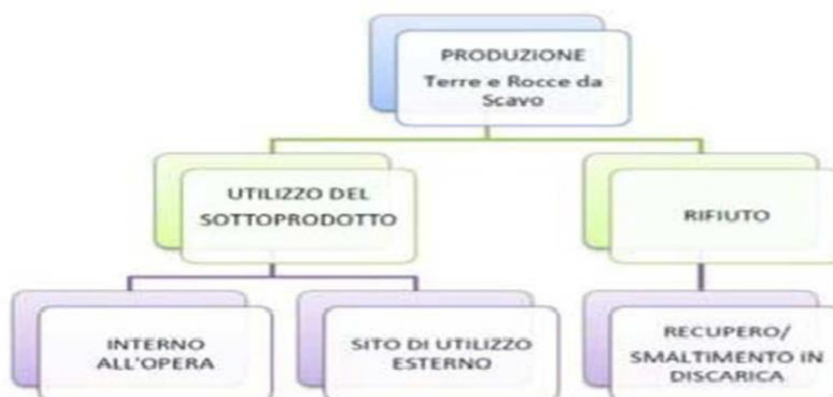 PRODUZIONE
Terre e Rocce da
Scavo
UTILIZZO DEL
SOTTOPRODOTTO
RIFIUTO
INTERNO
ALL'OPERA
SITO DI UTILIZZO
ESTERNO
RECUPERO/
SMALTIMENTO IN
DISCARICA